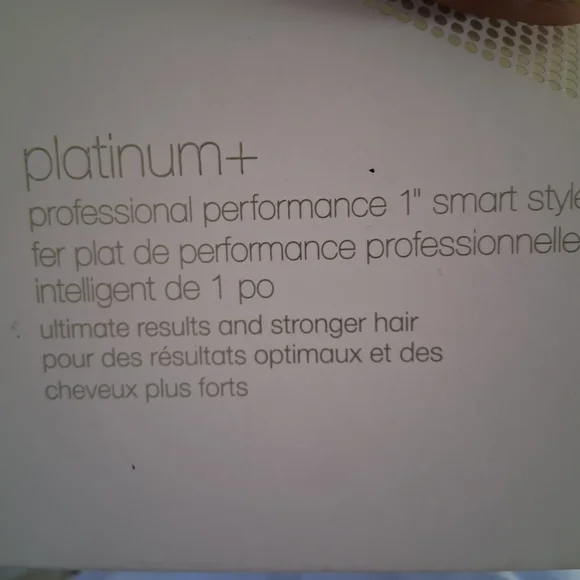 platinum+
professional performance 1" smart style
fer plat de performance professionnelle
intelligent de 1 po
ultimate results and stronger hair
pour des résultats optimaux et des
cheveux plus forts